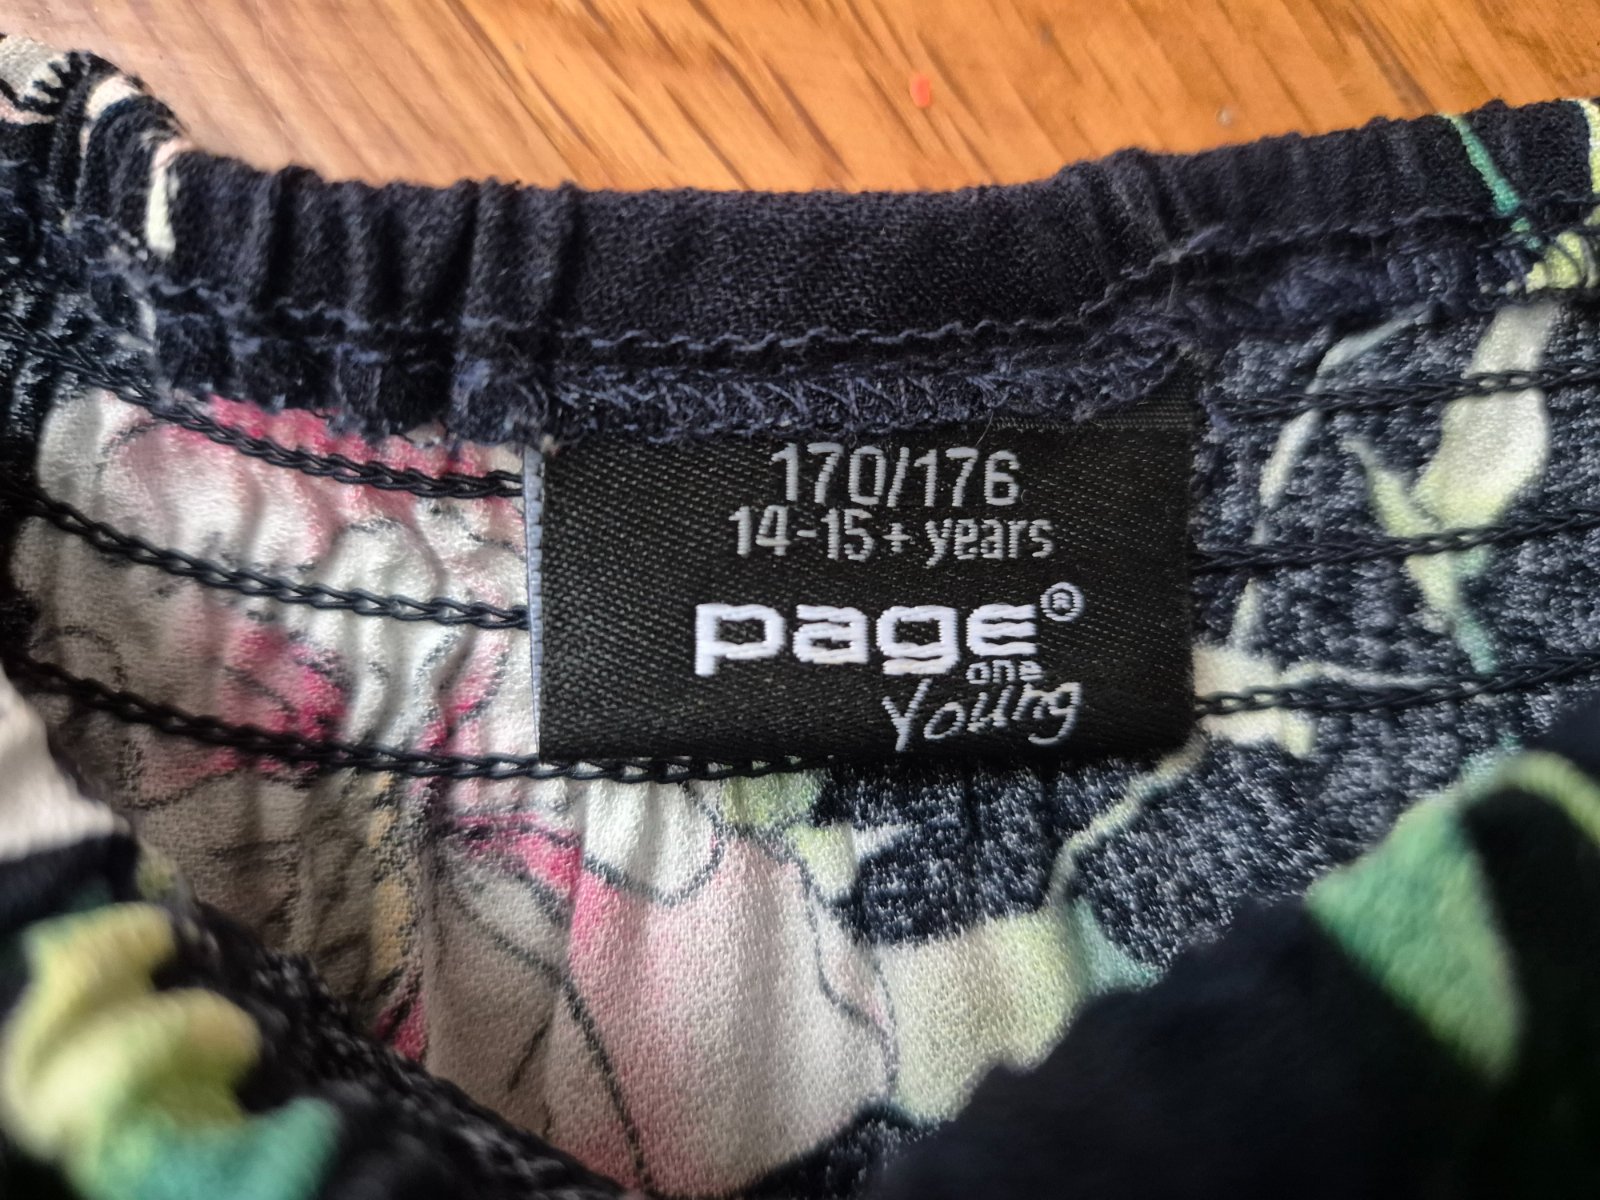 170/176
14-15+ years
page®
one
Young